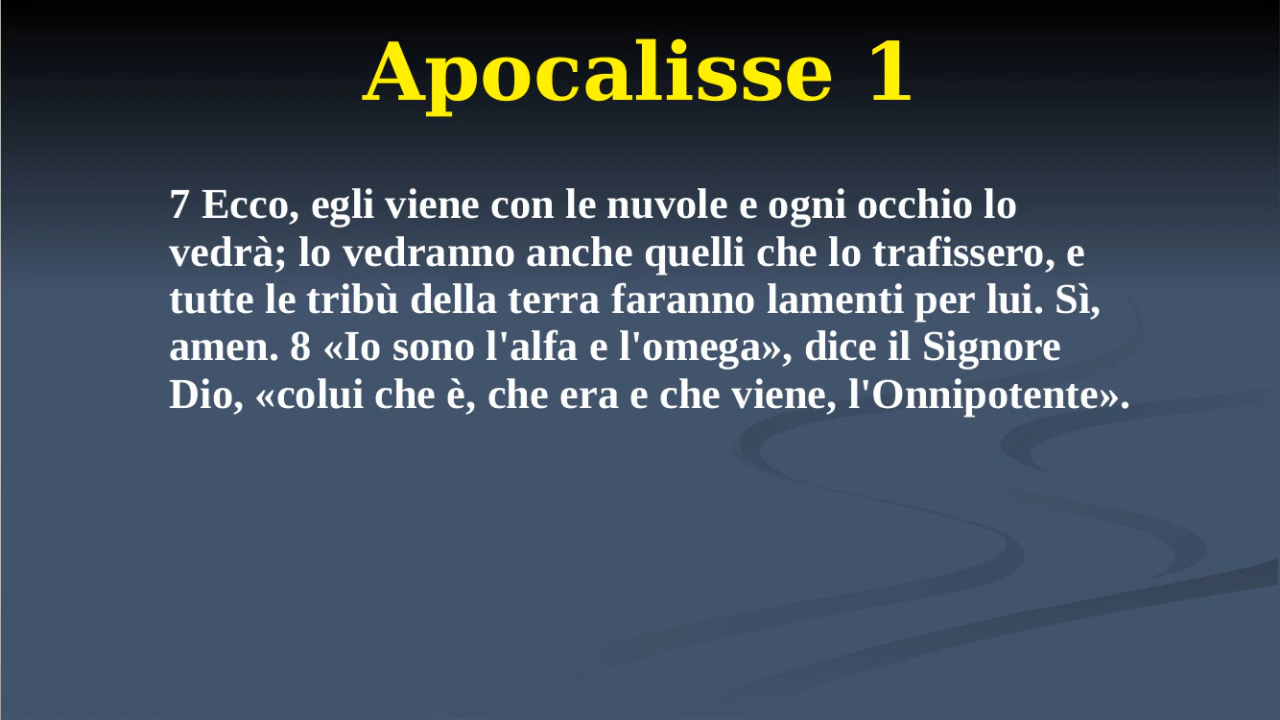 Apocalisse 1
7 Ecco, egli viene con le nuvole e ogni occhio lo
vedrà; lo vedranno anche quelli che lo trafissero, e
tutte le tribù della terra faranno lamenti per lui. Sì,
amen. 8 «Io sono l'alfa e l'omega», dice il Signore
Dio, «colui che è, che era e che viene, l'Onnipotente».